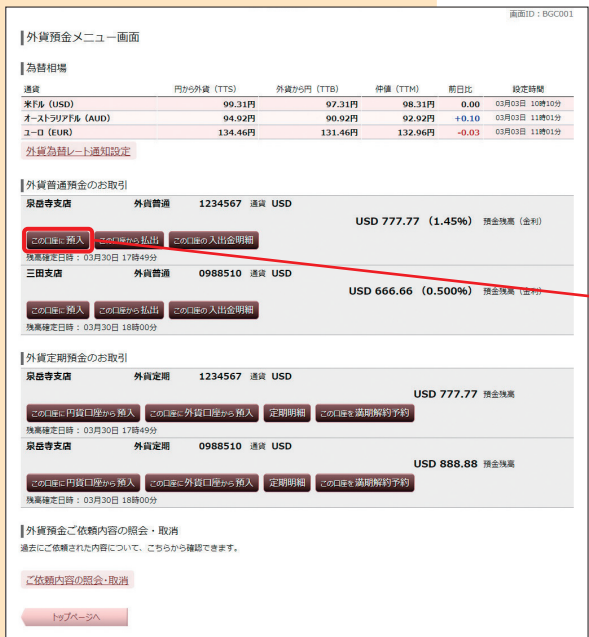 画面ID：BGC001
外貨預金メニュー画面
為替相場
通貨 円から外貨（TTS） 外貨から円（TTB） 仲値（TTM） 前日比 設定時間
米ドル（USD） 99.31円 97.31円 98.31円 0.00 03月03日 10時10分
オーストラリアドル（AUD） 94.92円 90.92円 92.92円 +0.10 03月03日 11時01分
ユーロ（EUR） 134.46円 131.46円 132.96円 -0.03 03月03日 11時01分
外貨為替レート通知設定
外貨普通預金のお取引
泉岳寺支店 外貨普通 1234567 通貨 USD
USD 777.77 （1.45%） 預金残高（金利）
この口座に預入 この口座から払出 この口座の入出金明細
残高確定日時：03月30日 17時49分
三田支店 外貨普通 0988510 通貨 USD
USD 666.66 （0.500%） 預金残高（金利）
この口座に預入 この口座から払出 この口座の入出金明細
残高確定日時：03月30日 18時00分
外貨定期預金のお取引
泉岳寺支店 外貨定期 1234567 通貨 USD
USD 777.77 預金残高
この口座に円貨口座から預入 この口座に外貨口座から預入 定期明細 この口座を満期解約予約
残高確定日時：03月30日 17時49分
泉岳寺支店 外貨定期 0988510 通貨 USD
USD 888.88 預金残高
この口座に円貨口座から預入 この口座に外貨口座から預入 定期明細 この口座を満期解約予約
残高確定日時：03月30日 18時00分
外貨預金ご依頼内容の照会・取消
過去にご依頼された内容について、こちらから確認できます。
ご依頼内容の照会・取消
トップページへ